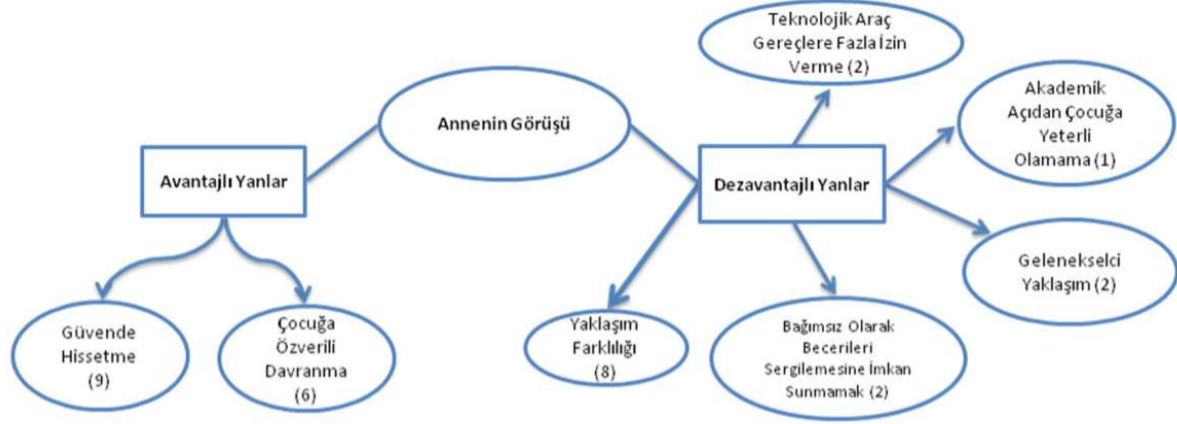 Teknolojik Araç
Gereçlere Fazla İzin
Verme (2)
Annenin Görüşü
Akademik
Açıdan Çocuğa
Yeterli
Olamama (1)
Avantajlı Yanlar
Dezavantajlı Yanlar
Gelenekselci
Yaklaşım (2)
Güvende
Hissetme
(9)
Çocuğa
Özverili
Davranma
(6)
Yaklaşım
Farklılığı
(8)
Bağımsız Olarak
Becerileri
Sergilemesine İmkan
Sunmamak (2)